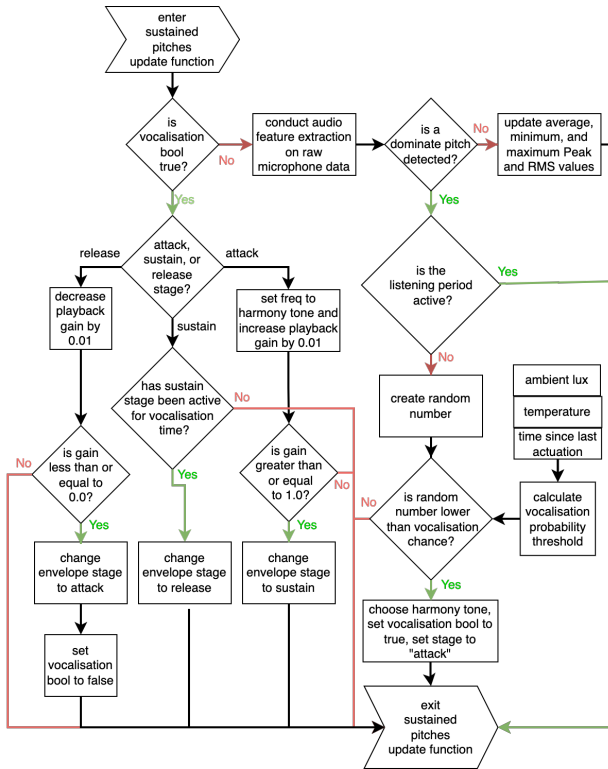 enter
sustained
pitches
update function
is
vocalisation
bool
true?
No
conduct audio
feature extraction
on raw
microphone data
is a
dominate pitch
detected?
No
update average,
minimum, and
maximum Peak
and RMS values
Yes
Yes
release
attack,
sustain, or
release
stage?
attack
is the
listening period
active?
Yes
decrease
playback
gain by
0.01
sustain
set freq to
harmony tone and
increase playback
gain by 0.01
No
has sustain
stage been active
for vocalisation
time?
No
create random
number
ambient lux
temperature
time since last
actuation
No
is gain
less than or
equal to
0.0?
Yes
is gain
greater than
or equal
to 1.0?
No
No
is random
number lower
than vocalisation
chance?
calculate
vocalisation
probability
threshold
Yes
Yes
Yes
change
envelope stage
to attack
change
envelope stage
to release
change
envelope stage
to sustain
choose harmony tone,
set vocalisation bool to
true, set stage to
"attack"
set
vocalisation
bool to false
exit
sustained
pitches
update function